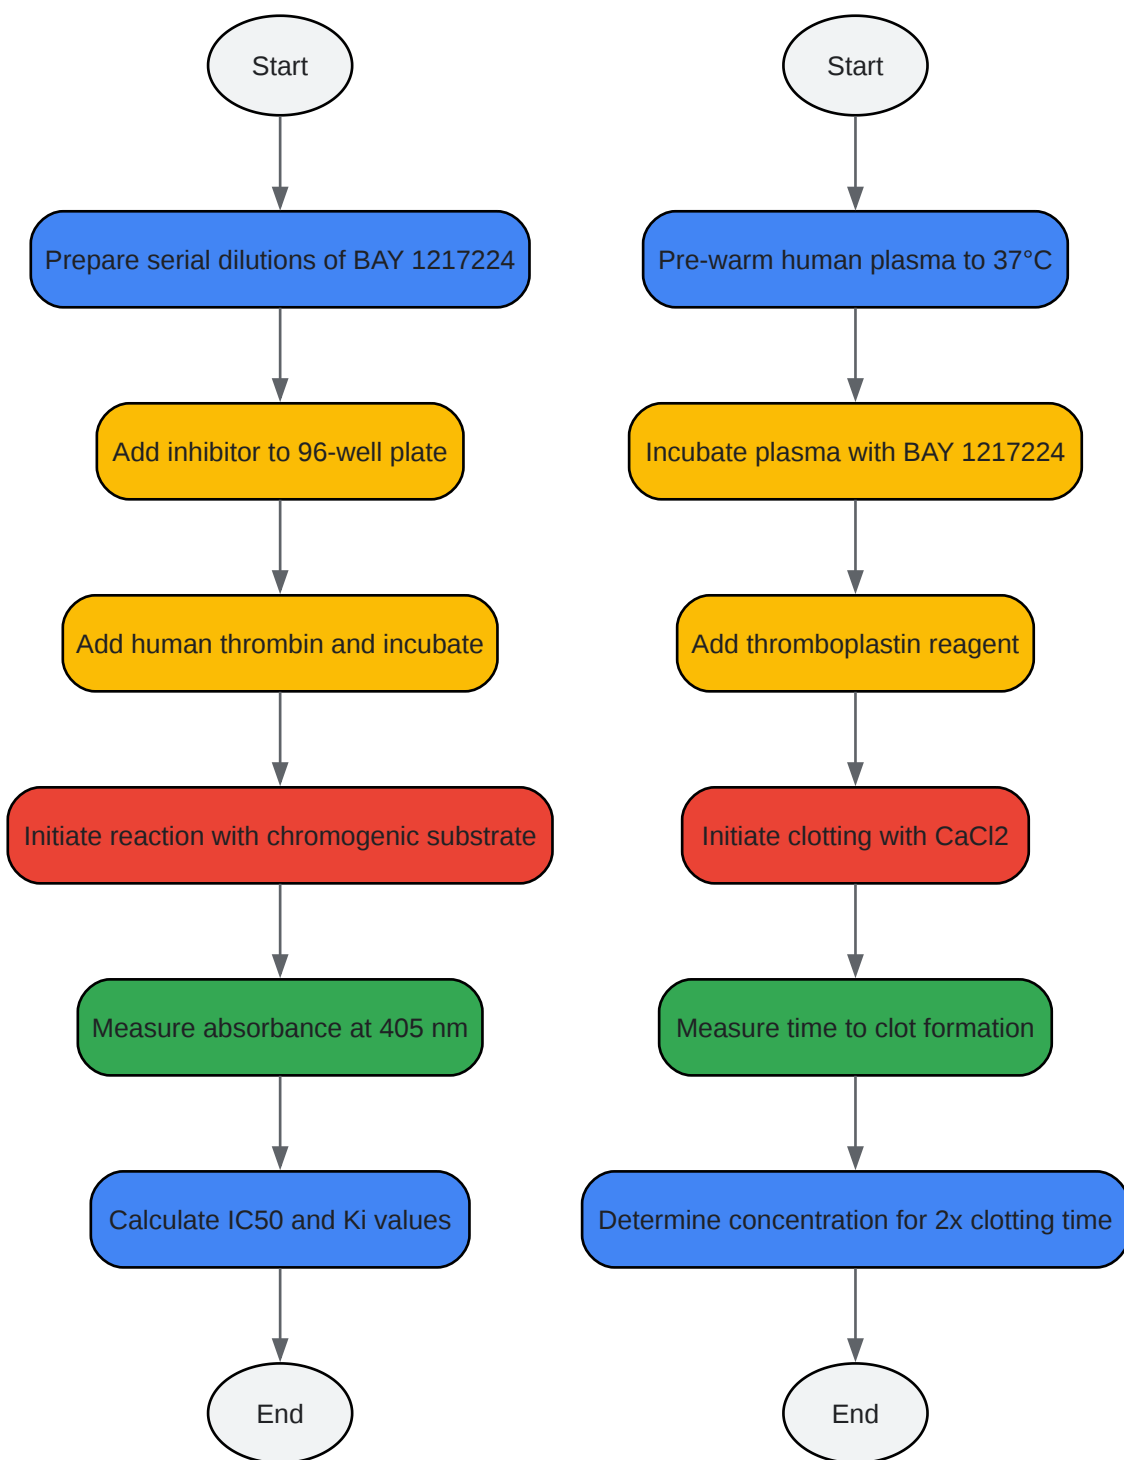 Start
Prepare serial dilutions of BAY 1217224
Add inhibitor to 96-well plate
Add human thrombin and incubate
Initiate reaction with chromogenic substrate
Measure absorbance at 405 nm
Calculate IC50 and Ki values
End
Start
Pre-warm human plasma to 37°C
Incubate plasma with BAY 1217224
Add thromboplastin reagent
Initiate clotting with CaCl2
Measure time to clot formation
Determine concentration for 2x clotting time
End